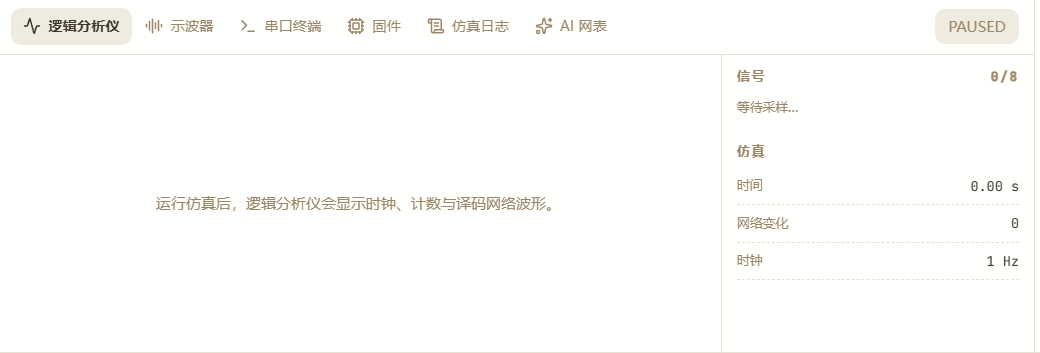 逻辑分析仪 示波器 串口终端 固件 仿真日志 AI 网表 PAUSED
运行仿真后，逻辑分析仪会显示时钟、计数与译码网络波形。
信号 0/8
等待采样...
仿真
时间 0.00 s
网络变化 0
时钟 1 Hz